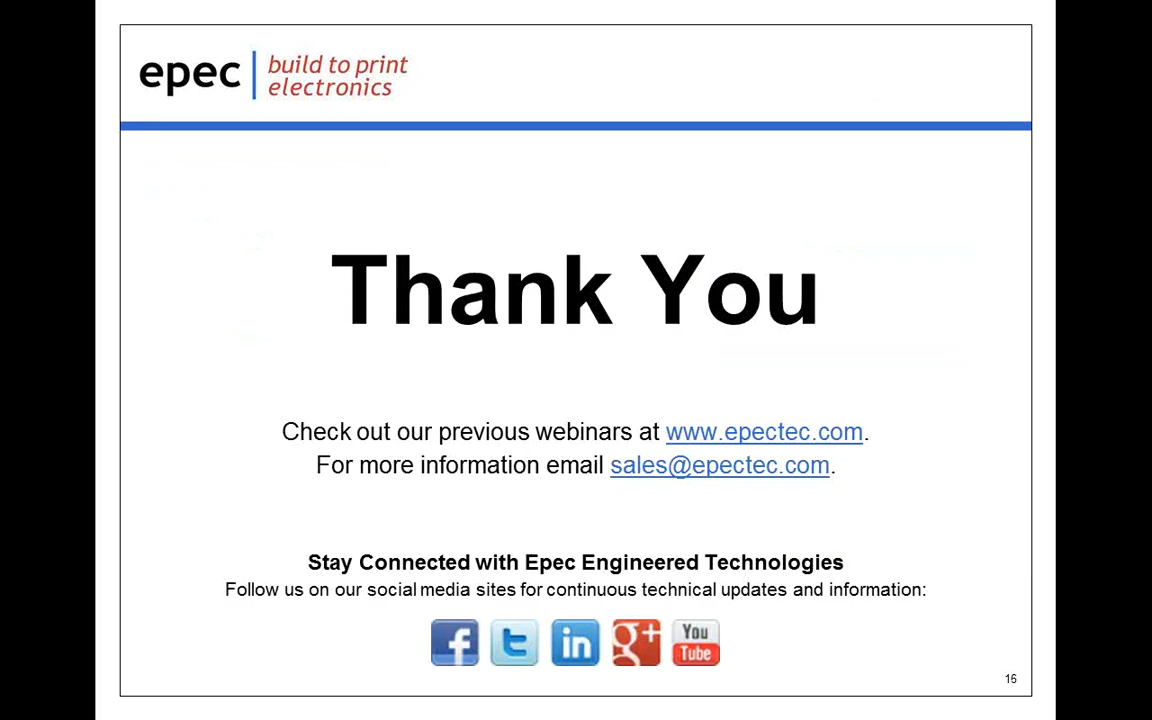 epec
build to print
electronics
Thank You
Check out our previous webinars at www.epectec.com.
For more information email sales@epectec.com.
Stay Connected with Epec Engineered Technologies
Follow us on our social media sites for continuous technical updates and information:
f t in g+ You Tube
16